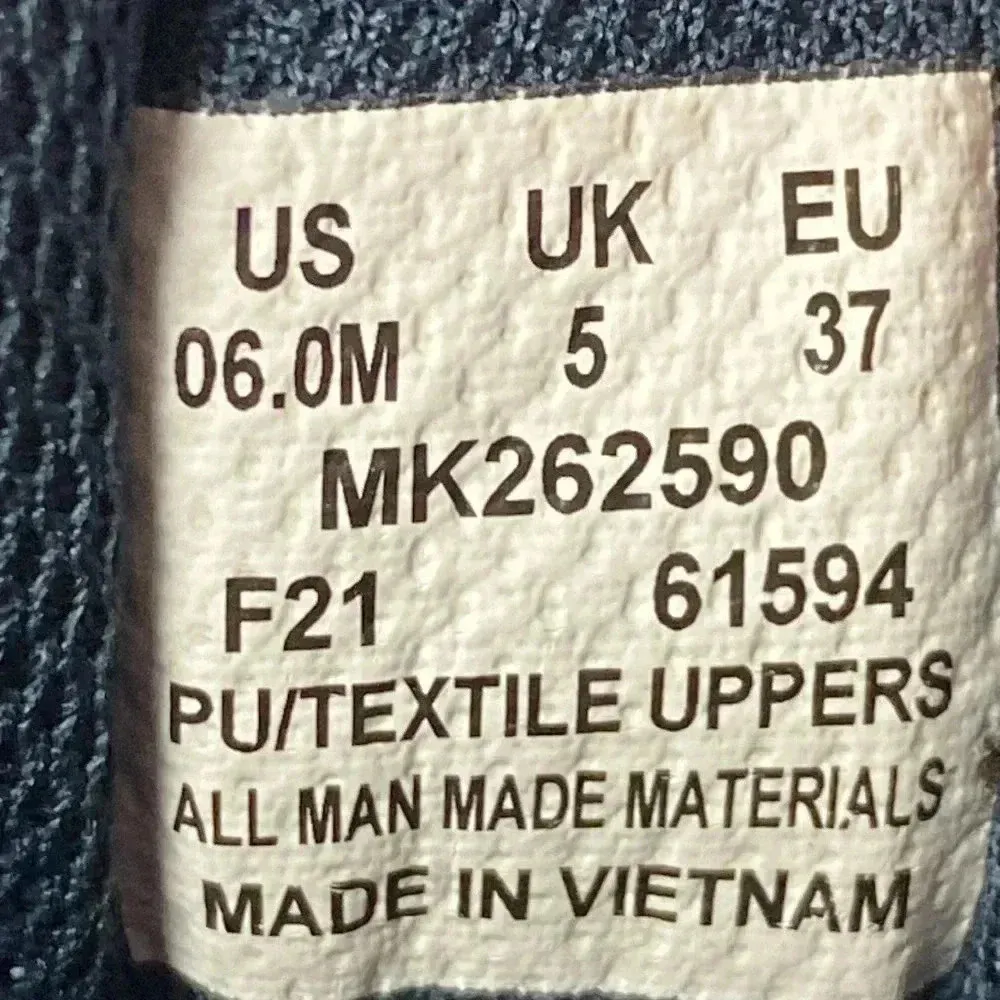 US UK EU
06.0M 5 37
MK262590
F21 61594
PU/TEXTILE UPPERS
ALL MAN MADE MATERIALS
MADE IN VIETNAM